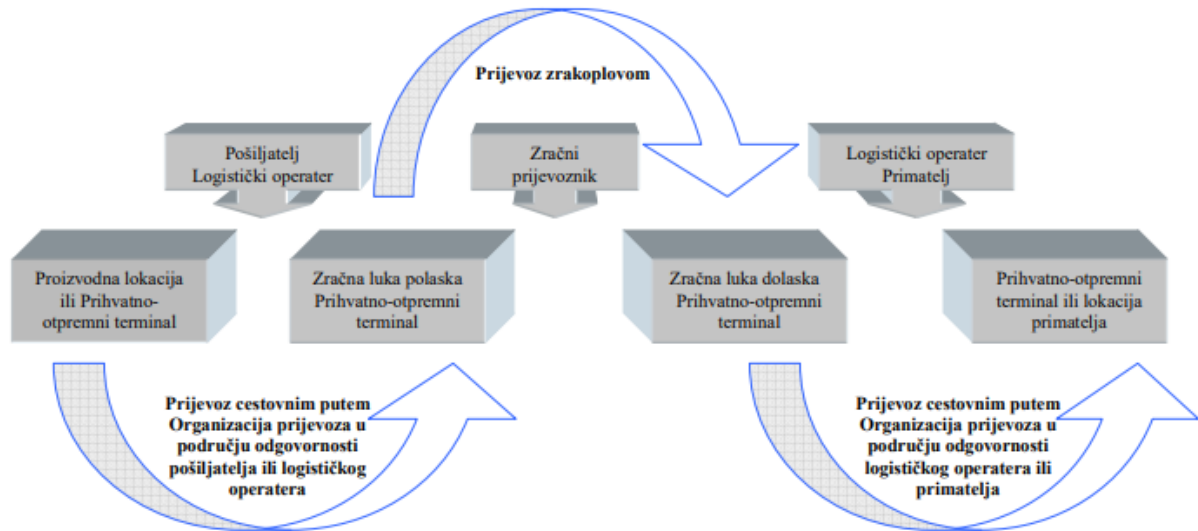 Prijevoz zrakoplovom
Pošiljatelj
Logistički operater
Zračni
prijevoznik
Logistički operater
Primatelj
Proizvodna lokacija
ili Prihvatno-
otpremni terminal
Zračna luka polaska
Prihvatno-otpremni
terminal
Zračna luka dolaska
Prihvatno-otpremni
terminal
Prihvatno-otpremni
terminal ili lokacija
primatelja
Prijevoz cestovnim putem
Organizacija prijevoza u
području odgovornosti
pošiljatelja ili logističkog
operatera
Prijevoz cestovnim putem
Organizacija prijevoza u
području odgovornosti
logističkog operatera ili
primatelja